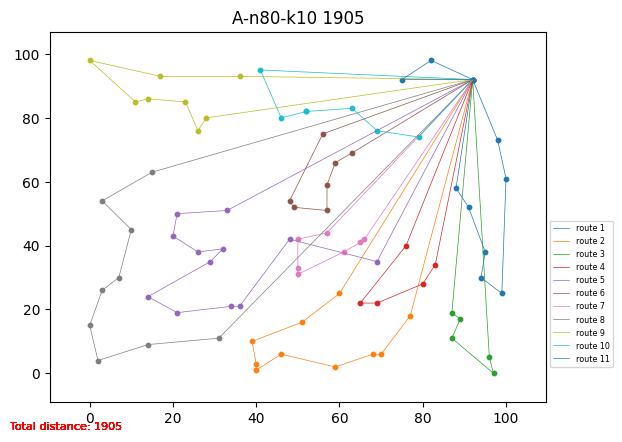 A-n80-k10 1905
100
80
60
40
20
0
0
20
40
60
80
100
route 1
route 2
route 3
route 4
route 5
route 6
route 7
route 8
route 9
route 10
route 11
Total distance: 1905